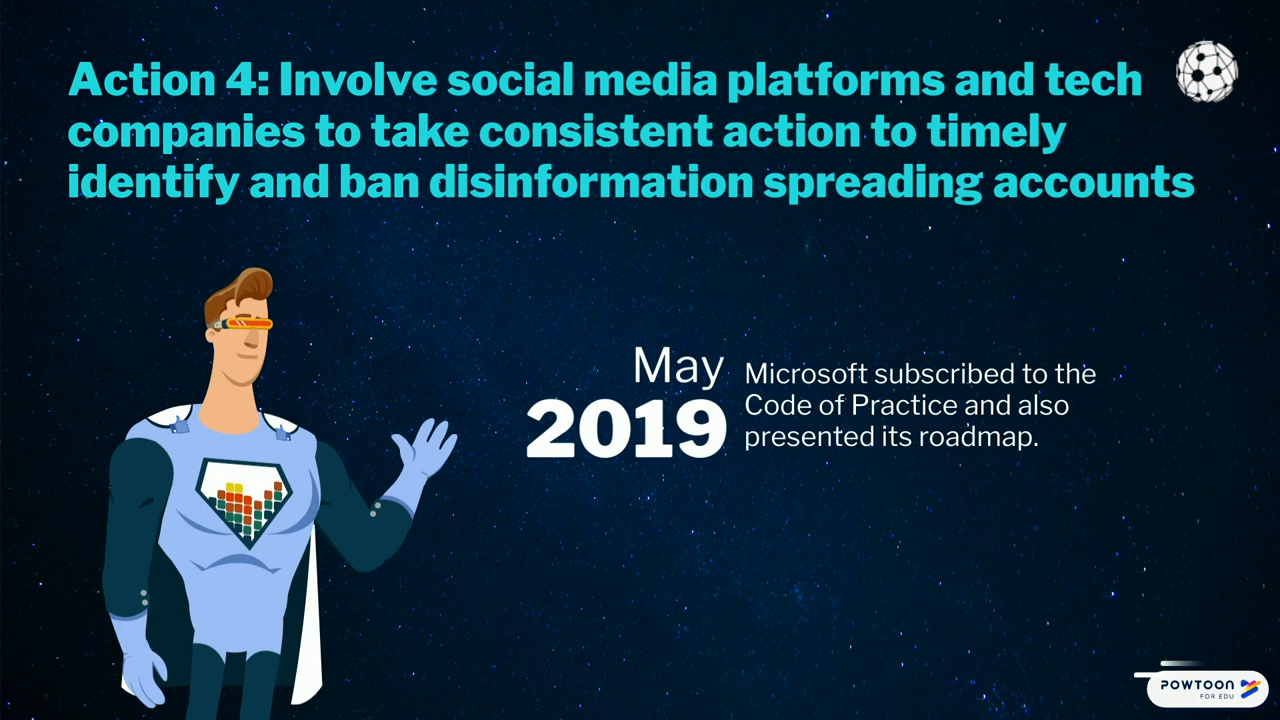 Action 4: Involve social media platforms and tech
companies to take consistent action to timely
identify and ban disinformation spreading accounts
May
2019
Microsoft subscribed to the
Code of Practice and also
presented its roadmap.
POWTOON
FOR EDU